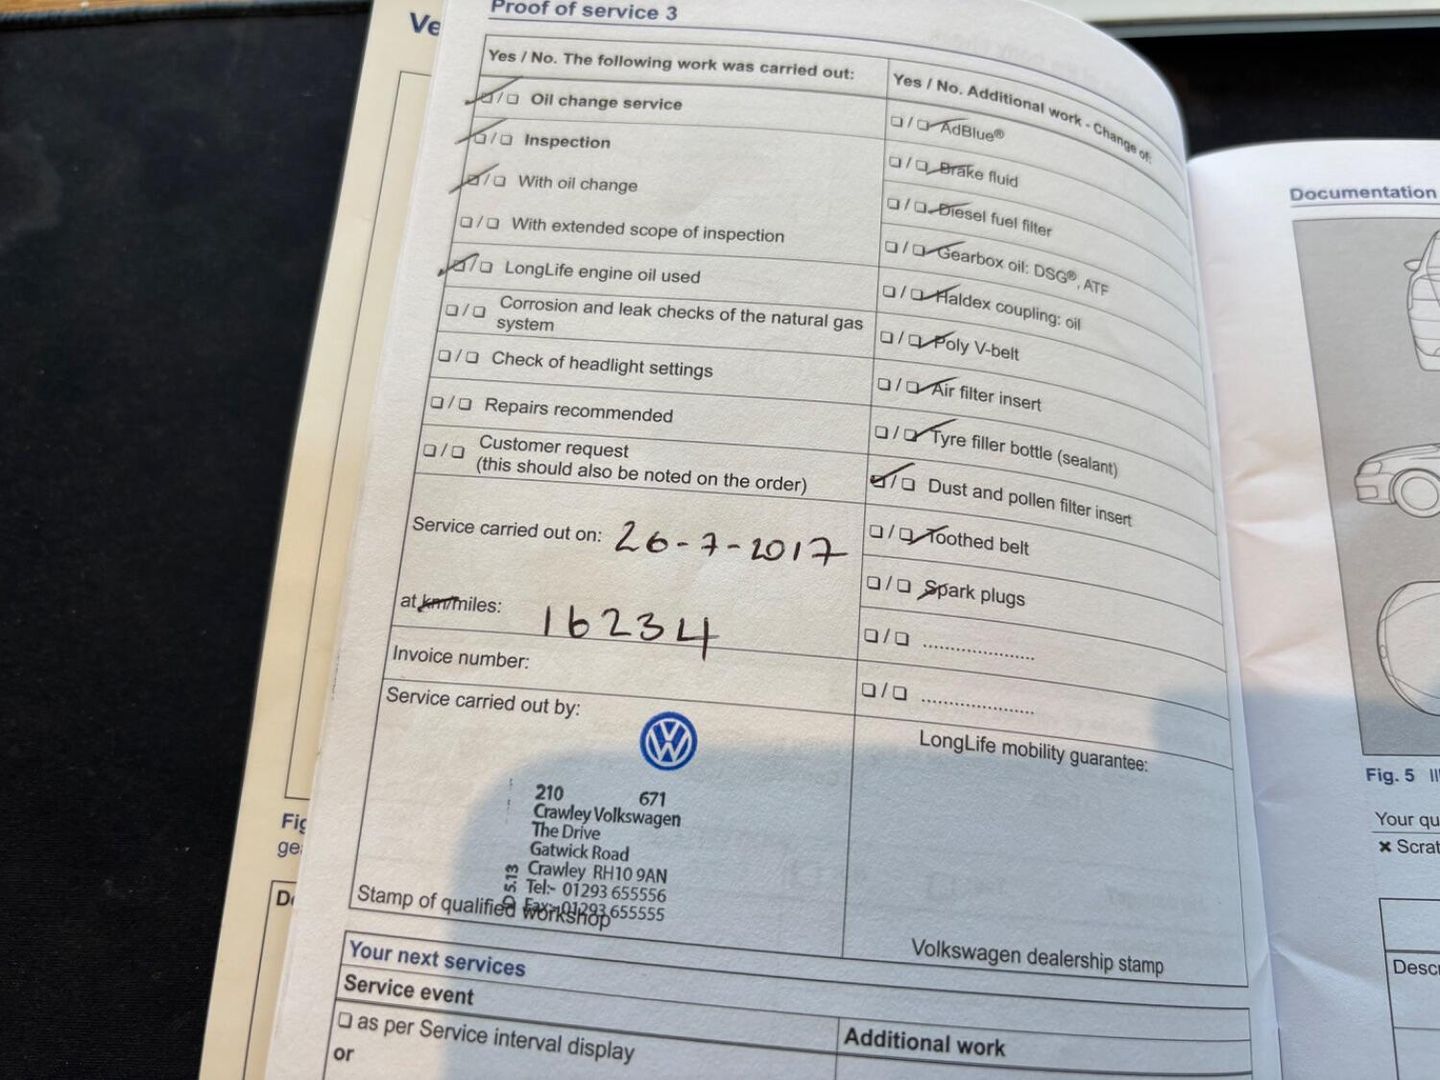 Ve
Proof of service 3
Yes / No. The following work was carried out:
❏/❏ Oil change service
❏/❏ Inspection
❏/❏ With oil change
❏/❏ With extended scope of inspection
❏/❏ LongLife engine oil used
❏/❏ Corrosion and leak checks of the natural gas
system
❏/❏ Check of headlight settings
❏/❏ Repairs recommended
❏/❏ Customer request
(this should also be noted on the order)
Service carried out on: 26-7-2017
at km/miles: 16234
Invoice number:
Service carried out by:
210 671
Crawley Volkswagen
The Drive
Gatwick Road
Crawley RH10 9AN
Tel:- 01293 655556
Fax:- 01293 655555
5.13
Stamp of qualified workshop
Yes / No. Additional work - Change of:
❏/❏ AdBlue®
❏/❏ Brake fluid
❏/❏ Diesel fuel filter
❏/❏ Gearbox oil: DSG®, ATF
❏/❏ Haldex coupling: oil
❏/❏ Poly V-belt
❏/❏ Air filter insert
❏/❏ Tyre filler bottle (sealant)
❏/❏ Dust and pollen filter insert
❏/❏ Toothed belt
❏/❏ Spark plugs
❏/❏ .....................
❏/❏ .....................
LongLife mobility guarantee:
Volkswagen dealership stamp
Your next services
Service event
❏ as per Service interval display
or
Additional work
Fig
ge
Documentation
Fig. 5
Your qu
✖ Scrat
Descr